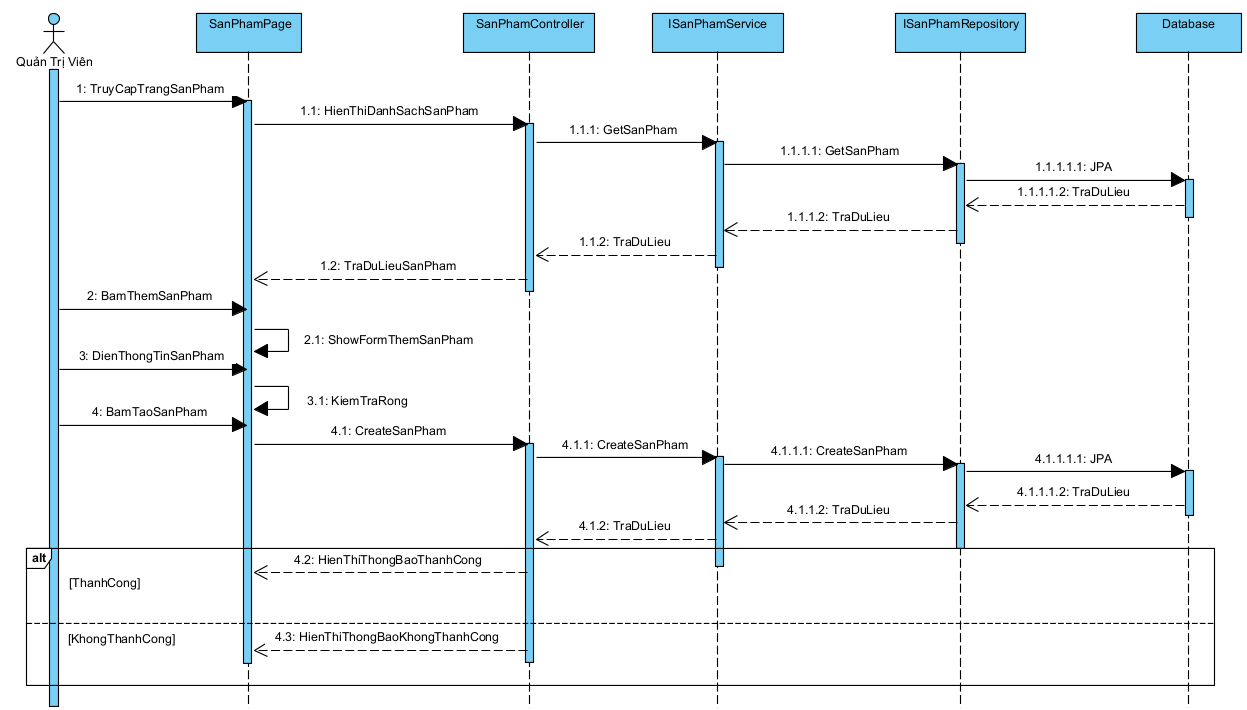 SanPhamPage
SanPhamController
ISanPhamService
ISanPhamRepository
Database
Quản Trị Viên
1: TruyCapTrangSanPham
1.1: HienThiDanhSachSanPham
1.1.1: GetSanPham
1.1.1.1: GetSanPham
1.1.1.1.1: JPA
1.1.1.1.2: TraDuLieu
1.1.1.2: TraDuLieu
1.1.2: TraDuLieu
1.2: TraDuLieuSanPham
2: BamThemSanPham
2.1: ShowFormThemSanPham
3: DienThongTinSanPham
3.1: KiemTraRong
4: BamTaoSanPham
4.1: CreateSanPham
4.1.1: CreateSanPham
4.1.1.1: CreateSanPham
4.1.1.1.1: JPA
4.1.1.1.2: TraDuLieu
4.1.1.2: TraDuLieu
4.1.2: TraDuLieu
alt
4.2: HienThiThongBaoThanhCong
[ThanhCong]
[KhongThanhCong]
4.3: HienThiThongBaoKhongThanhCong